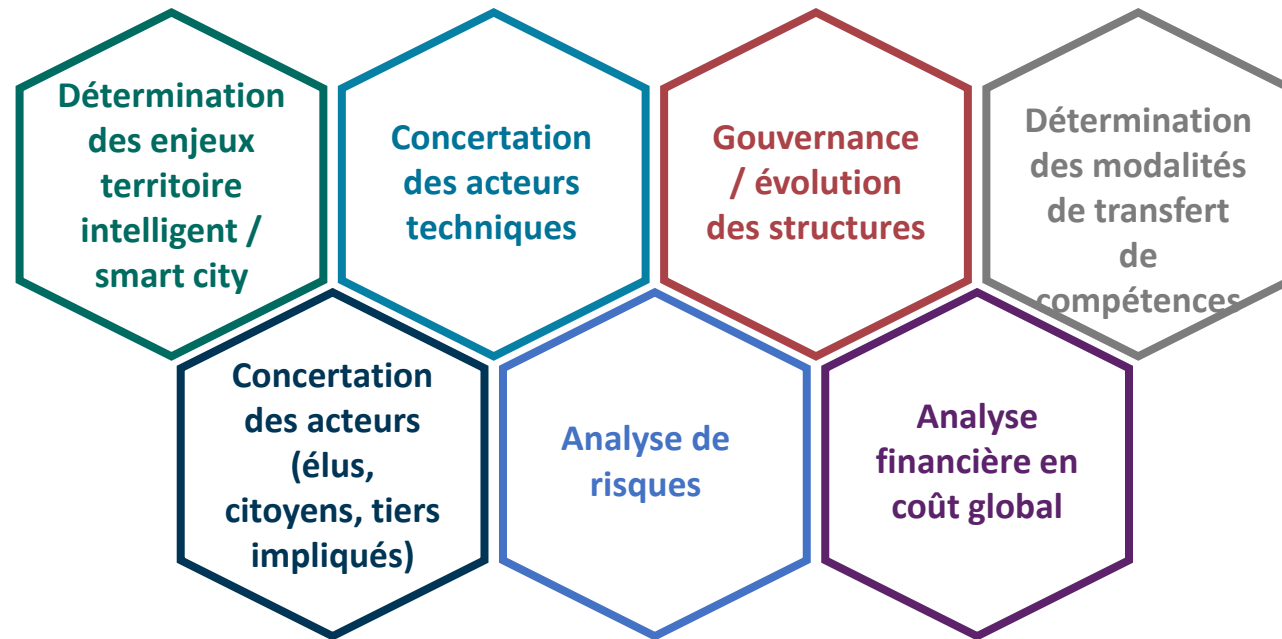 Détermination
des enjeux
territoire
intelligent /
smart city
Concertation
des acteurs
techniques
Gouvernance
/ évolution
des structures
Détermination
des modalités
de transfert
de
compétences
Concertation
des acteurs
(élus,
citoyens, tiers
impliqués)
Analyse de
risques
Analyse
financière en
coût global